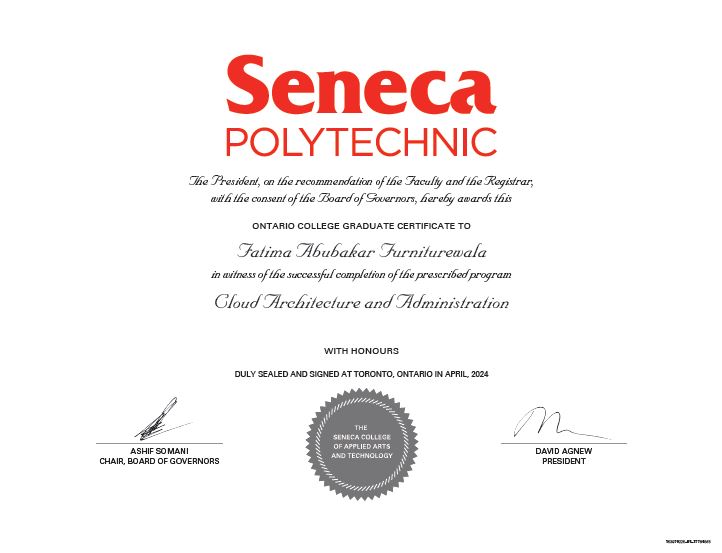 Seneca
POLYTECHNIC
The President, on the recommendation of the Faculty and the Registrar,
with the consent of the Board of Governors, hereby awards this
ONTARIO COLLEGE GRADUATE CERTIFICATE TO
Fatima Abubakar Furniturewala
in witness of the successful completion of the prescribed program
Cloud Architecture and Administration
WITH HONOURS
DULY SEALED AND SIGNED AT TORONTO, ONTARIO IN APRIL, 2024
THE
SENECA COLLEGE
OF APPLIED ARTS
AND TECHNOLOGY
ASHIF SOMANI
CHAIR, BOARD OF GOVERNORS
DAVID AGNEW
PRESIDENT